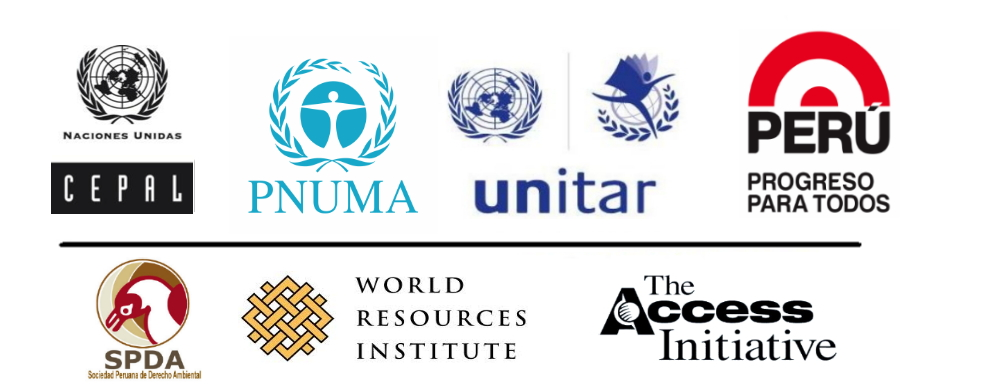 NACIONES UNIDAS
CEPAL
PNUMA
unitar
PERÚ
PROGRESO
PARA TODOS
SPDA
Sociedad Peruana de Derecho Ambiental
WORLD
RESOURCES
INSTITUTE
The
Access
Initiative